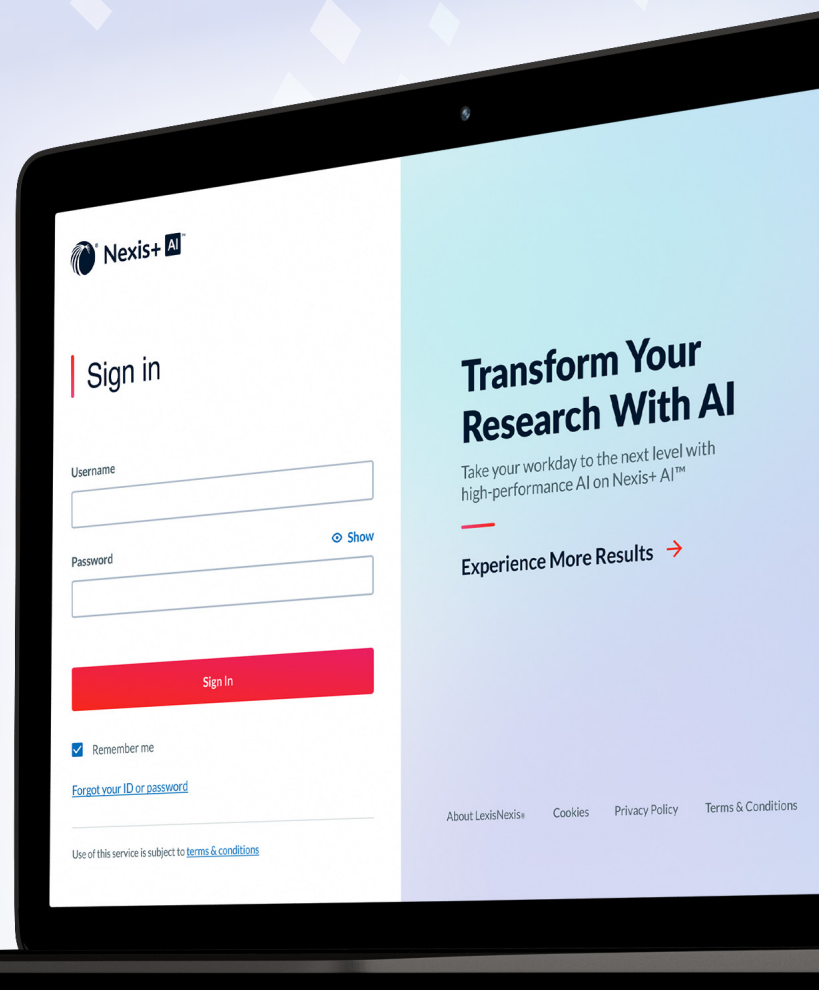 Nexis+ AI™
Sign in
Username
Show
Password
Sign In
Remember me
Forgot your ID or password
Use of this service is subject to terms & conditions
Transform Your
Research With AI
Take your workday to the next level with
high-performance AI on Nexis+ AI™
Experience More Results
About LexisNexis®
Cookies
Privacy Policy
Terms & Conditions